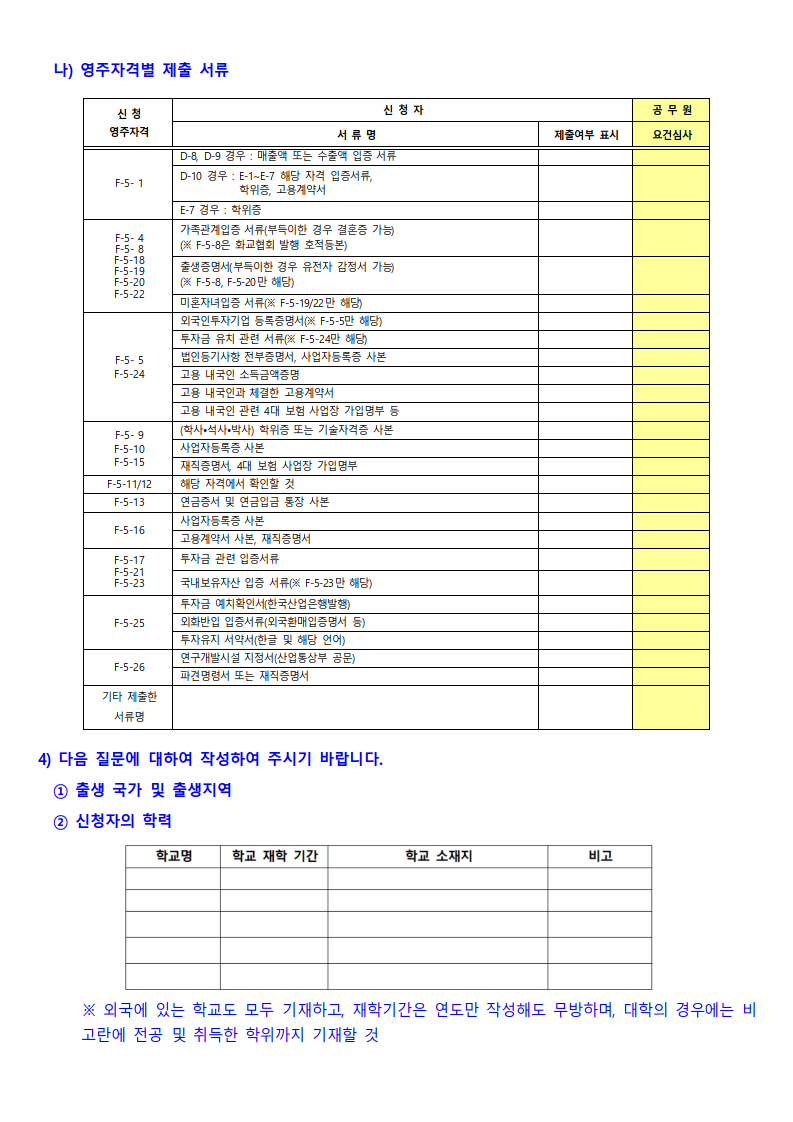 나) 영주자격별 제출 서류
신 청
영주자격
신 청 자
공 무 원
서 류 명
제출여부 표시
요건심사
F-5- 1
D-8, D-9 경우 : 매출액 또는 수출액 입증 서류
D-10 경우 : E-1~E-7 해당 자격 입증서류,
학위증, 고용계약서
E-7 경우 : 학위증
F-5- 4
F-5- 8
F-5-18
F-5-19
F-5-20
F-5-22
가족관계입증 서류(부득이한 경우 결혼증 가능)
(※ F-5-8은 화교협회 발행 호적등본)
출생증명서(부득이한 경우 유전자 감정서 가능)
(※ F-5-8, F-5-20만 해당)
미혼자녀입증 서류(※ F-5-19/22만 해당)
F-5- 5
F-5-24
외국인투자기업 등록증명서(※ F-5-5만 해당)
투자금 유치 관련 서류(※ F-5-24만 해당)
법인등기사항 전부증명서, 사업자등록증 사본
고용 내국인 소득금액증명
고용 내국인과 체결한 고용계약서
고용 내국인 관련 4대 보험 사업장 가입명부 등
F-5- 9
F-5-10
F-5-15
(학사•석사•박사) 학위증 또는 기술자격증 사본
사업자등록증 사본
재직증명서, 4대 보험 사업장 가입명부
F-5-11/12
해당 자격에서 확인할 것
F-5-13
연금증서 및 연금입금 통장 사본
F-5-16
사업자등록증 사본
고용계약서 사본, 재직증명서
F-5-17
F-5-21
F-5-23
투자금 관련 입증서류
국내보유자산 입증 서류(※ F-5-23만 해당)
F-5-25
투자금 예치확인서(한국산업은행발행)
외화반입 입증서류(외국환매입증명서 등)
투자유지 서약서(한글 및 해당 언어)
F-5-26
연구개발시설 지정서(산업통상부 공문)
파견명령서 또는 재직증명서
기타 제출한
서류명
4) 다음 질문에 대하여 작성하여 주시기 바랍니다.
① 출생 국가 및 출생지역
② 신청자의 학력
학교명
학교 재학 기간
학교 소재지
비고
※ 외국에 있는 학교도 모두 기재하고, 재학기간은 연도만 작성해도 무방하며, 대학의 경우에는 비
고란에 전공 및 취득한 학위까지 기재할 것